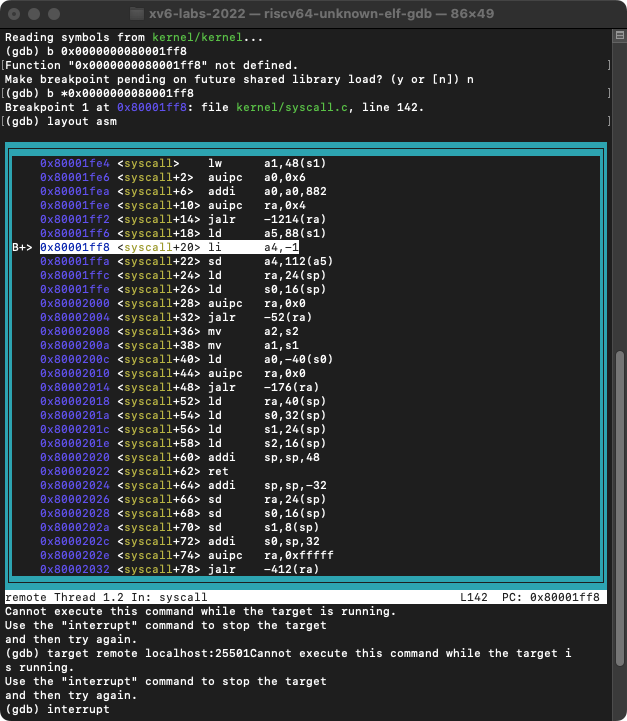 xv6-labs-2022 — riscv64-unknown-elf-gdb — 86×49
Reading symbols from kernel/kernel...
(gdb) b 0x0000000080001ff8
[Function "0x0000000080001ff8" not defined. ]
Make breakpoint pending on future shared library load? (y or [n]) n
[(gdb) b *0x0000000080001ff8 ]
Breakpoint 1 at 0x80001ff8: file kernel/syscall.c, line 142.
[(gdb) layout asm ]
0x80001fe4 <syscall> lw a1,48(s1)
0x80001fe6 <syscall+2> auipc a0,0x6
0x80001fea <syscall+6> addi a0,a0,882
0x80001fee <syscall+10> auipc ra,0x4
0x80001ff2 <syscall+14> jalr -1214(ra)
0x80001ff6 <syscall+18> ld a5,88(s1)
B+> 0x80001ff8 <syscall+20> li a4,-1
0x80001ffa <syscall+22> sd a4,112(a5)
0x80001ffc <syscall+24> ld ra,24(sp)
0x80001ffe <syscall+26> ld s0,16(sp)
0x80002000 <syscall+28> auipc ra,0x0
0x80002004 <syscall+32> jalr -52(ra)
0x80002008 <syscall+36> mv a2,s2
0x8000200a <syscall+38> mv a1,s1
0x8000200c <syscall+40> ld a0,-40(s0)
0x80002010 <syscall+44> auipc ra,0x0
0x80002014 <syscall+48> jalr -176(ra)
0x80002018 <syscall+52> ld ra,40(sp)
0x8000201a <syscall+54> ld s0,32(sp)
0x8000201c <syscall+56> ld s1,24(sp)
0x8000201e <syscall+58> ld s2,16(sp)
0x80002020 <syscall+60> addi sp,sp,48
0x80002022 <syscall+62> ret
0x80002024 <syscall+64> addi sp,sp,-32
0x80002026 <syscall+66> sd ra,24(sp)
0x80002028 <syscall+68> sd s0,16(sp)
0x8000202a <syscall+70> sd s1,8(sp)
0x8000202c <syscall+72> addi s0,sp,32
0x8000202e <syscall+74> auipc ra,0xfffff
0x80002032 <syscall+78> jalr -412(ra)
remote Thread 1.2 In: syscall L142 PC: 0x80001ff8
Cannot execute this command while the target is running.
Use the "interrupt" command to stop the target
and then try again.
(gdb) target remote localhost:25501Cannot execute this command while the target i
s running.
Use the "interrupt" command to stop the target
and then try again.
(gdb) interrupt